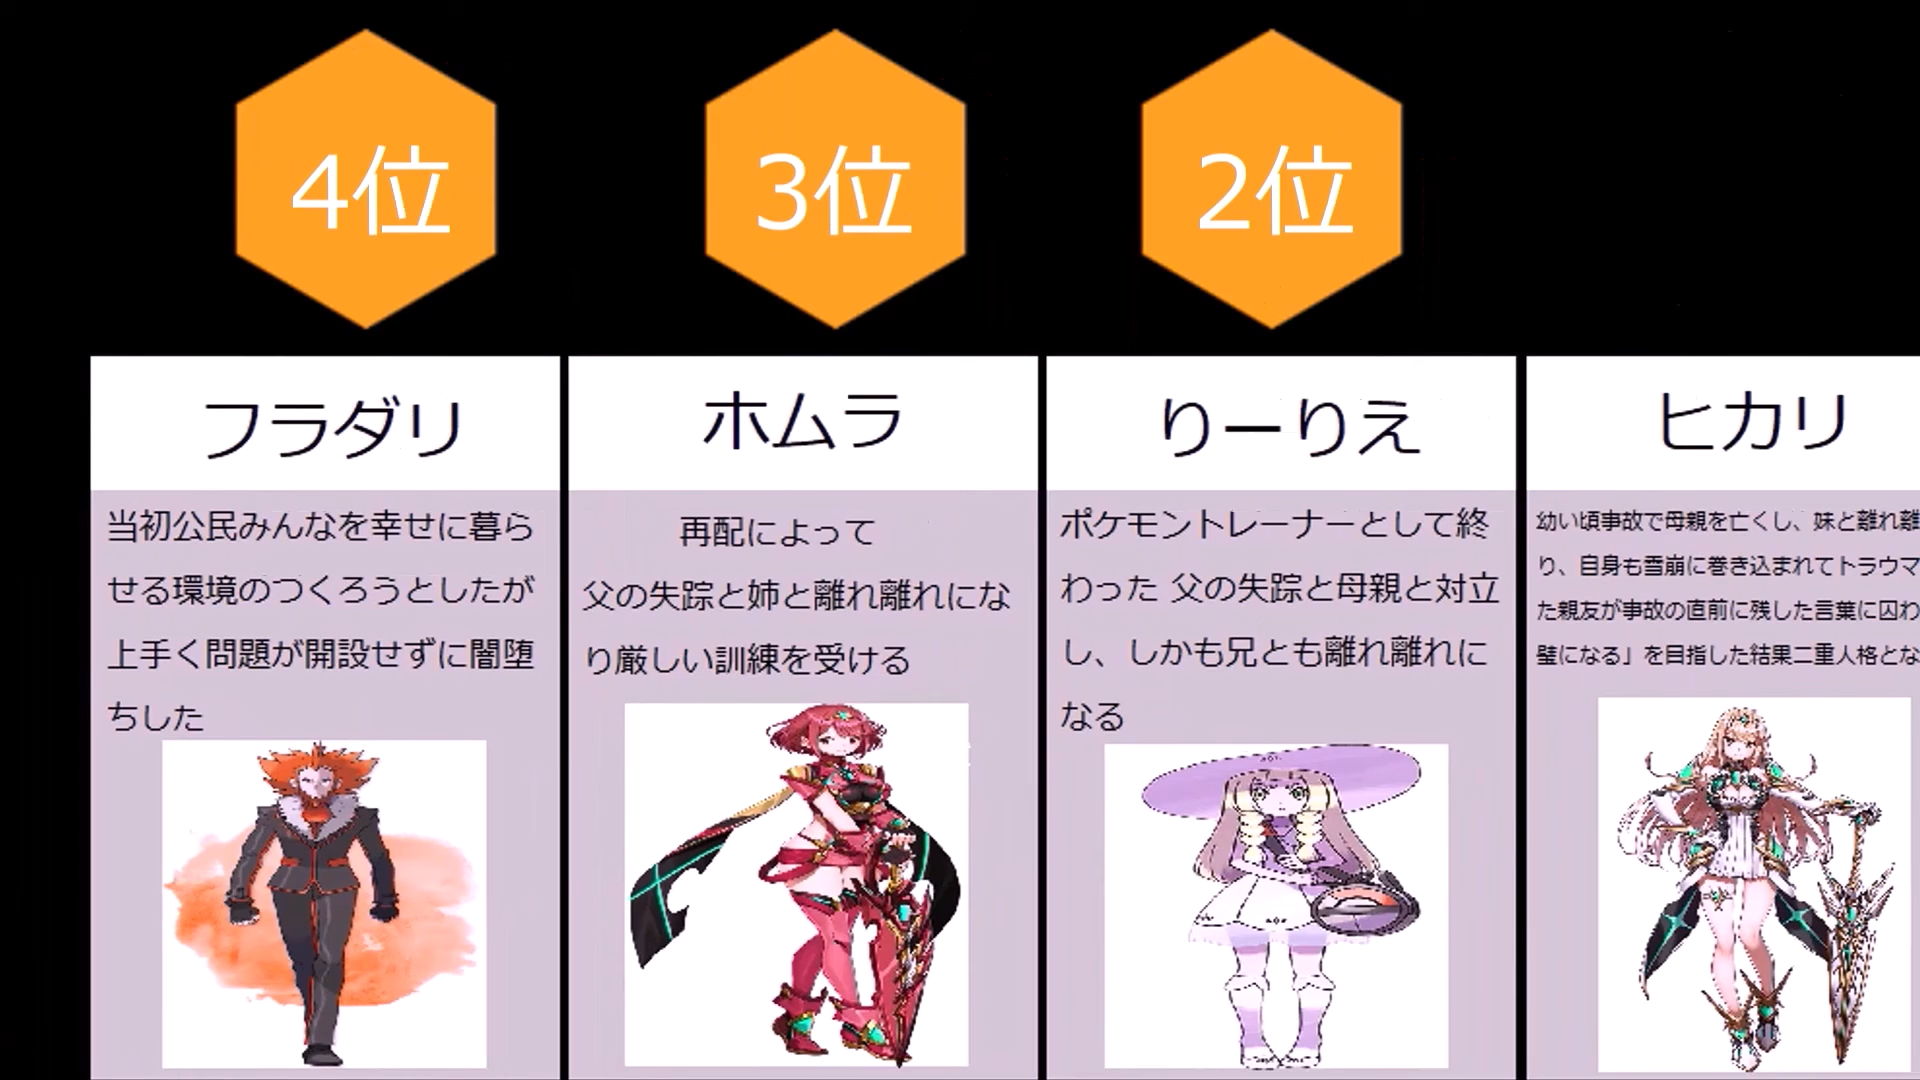 4位
3位
2位
フラダリ
当初公民みんなを幸せに暮ら
せる環境のつくろうとしたが
上手く問題が開設せずに闇堕
ちした
ホムラ
再配によって
父の失踪と姉と離れ離れにな
り厳しい訓練を受ける
りーりえ
ポケモントレーナーとして終
わった 父の失踪と母親と対立
し、しかも兄とも離れ離れに
なる
ヒカリ
幼い頃事故で母親を亡くし、妹と離れ離
り、自身も雪崩に巻き込まれてトラウマ
た親友が事故の直前に残した言葉に囚わ
璧になる」を目指した結果二重人格とな